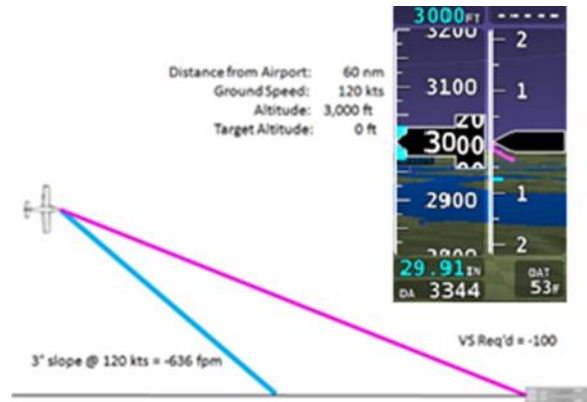 3000FT -----
3200
2
Distance from Airport: 60 nm
Ground Speed: 120 kts
Altitude: 3,000 ft
Target Altitude: 0 ft
3100
1
20
3000
2900
1
2800
2
29.91IN
OAT
DA 3344
53F
VS Req'd = -100
3° slope @ 120 kts = -636 fpm